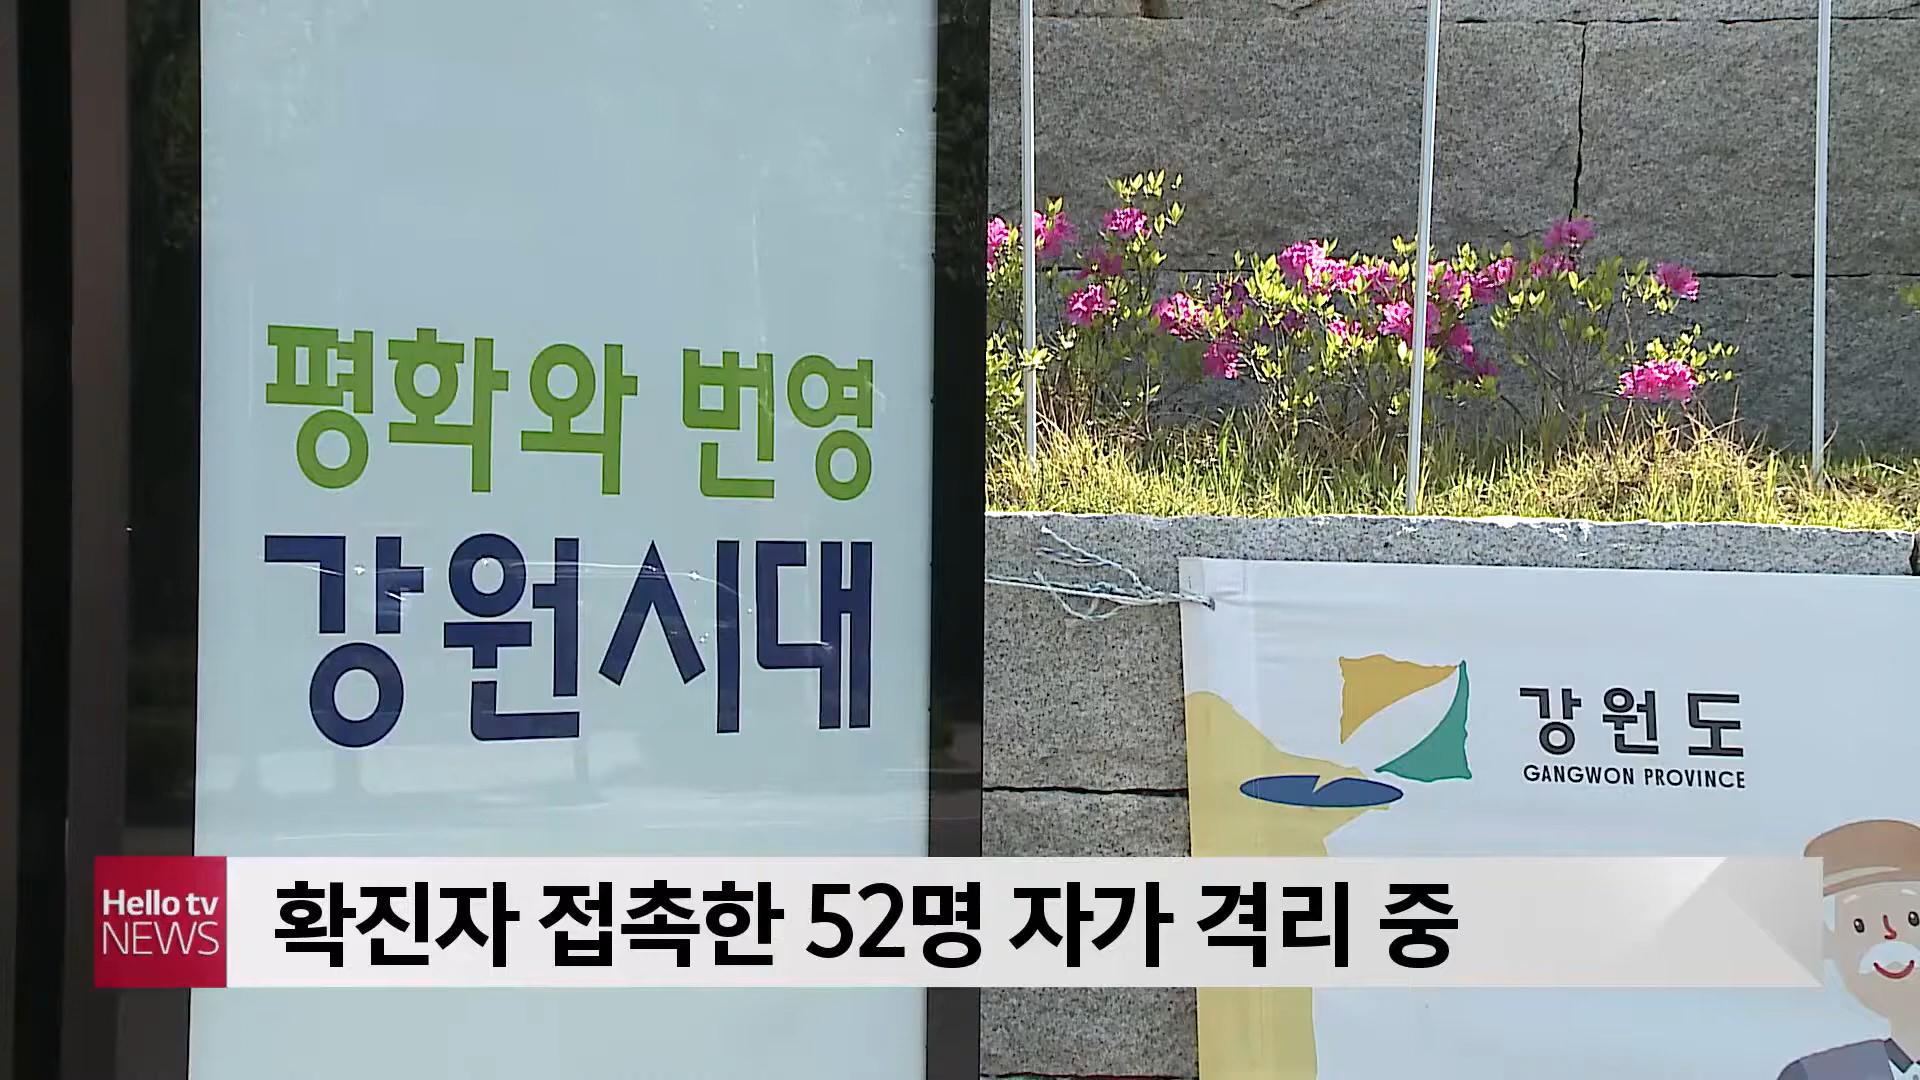 평화와 번영
강원시대
강원도
GANGWON PROVINCE
Hello tv
NEWS
확진자 접촉한 52명 자가 격리 중